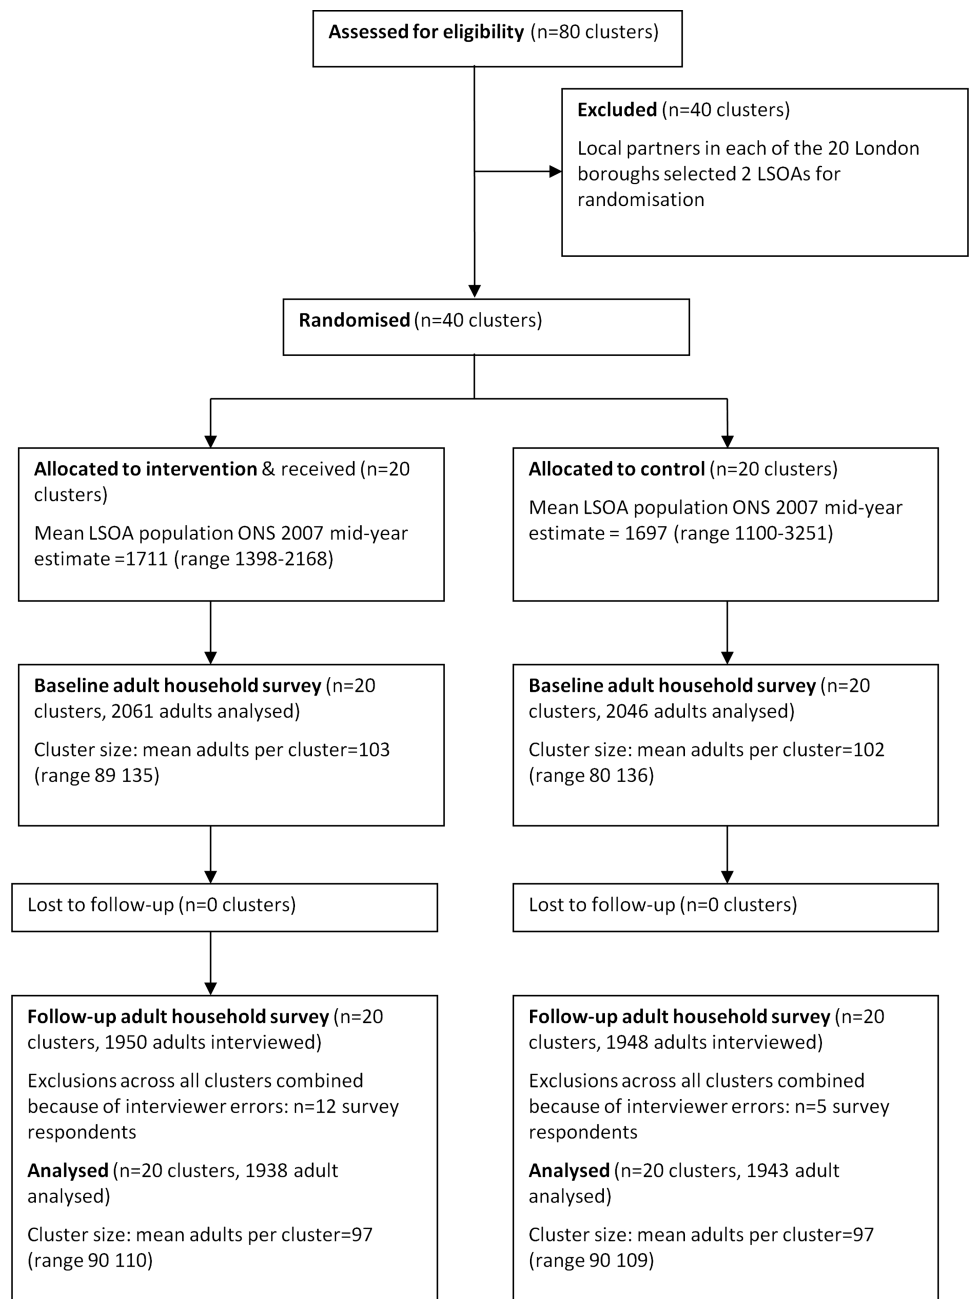 Assessed for eligibility (n=80 clusters)
Excluded (n=40 clusters)
Local partners in each of the 20 London
boroughs selected 2 LSOAs for
randomisation
Randomised (n=40 clusters)
Allocated to intervention & received (n=20
clusters)
Mean LSOA population ONS 2007 mid-year
estimate =1711 (range 1398-2168)
Allocated to control (n=20 clusters)
Mean LSOA population ONS 2007 mid-year
estimate = 1697 (range 1100-3251)
Baseline adult household survey (n=20
clusters, 2061 adults analysed)
Cluster size: mean adults per cluster=103
(range 89 135)
Baseline adult household survey (n=20
clusters, 2046 adults analysed)
Cluster size: mean adults per cluster=102
(range 80 136)
Lost to follow-up (n=0 clusters)
Lost to follow-up (n=0 clusters)
Follow-up adult household survey (n=20
clusters, 1950 adults interviewed)
Exclusions across all clusters combined
because of interviewer errors: n=12 survey
respondents
Analysed (n=20 clusters, 1938 adult
analysed)
Cluster size: mean adults per cluster=97
(range 90 110)
Follow-up adult household survey (n=20
clusters, 1948 adults interviewed)
Exclusions across all clusters combined
because of interviewer errors: n=5 survey
respondents
Analysed (n=20 clusters, 1943 adult
analysed)
Cluster size: mean adults per cluster=97
(range 90 109)